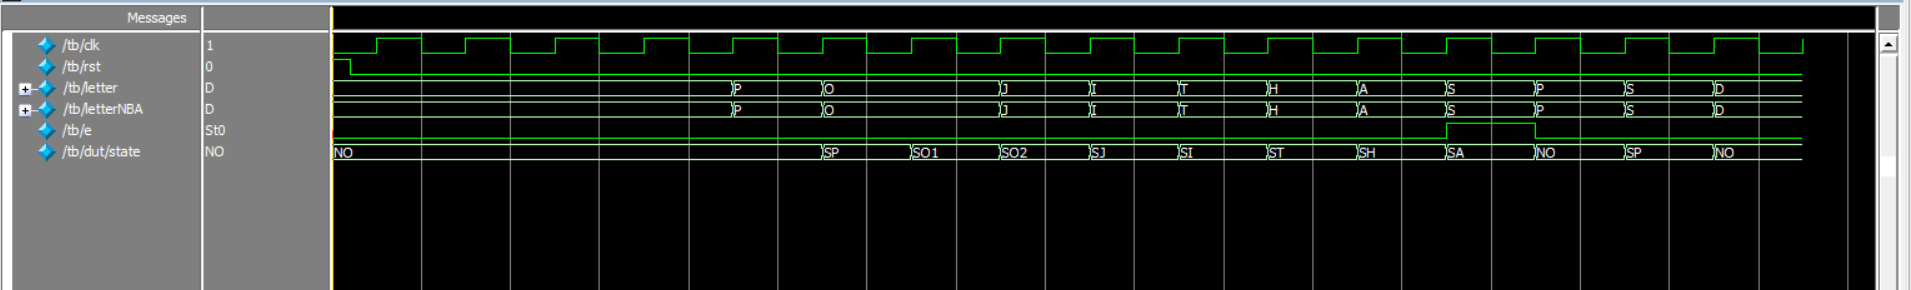 Messages
/tb/clk 1
/tb/rst 0
/tb/letter D P O J I T H A S P S D
/tb/letterNBA D P O J I T H A S P S D
/tb/e St0
/tb/dut/state NO NO SP SO1 SO2 SJ SI ST SH SA NO SP NO